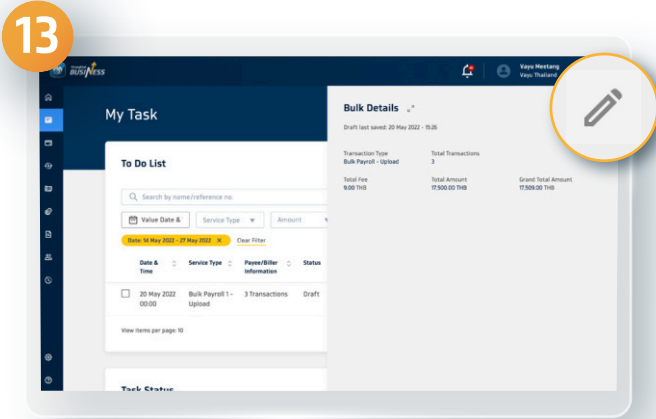 13
BUSINESS
Vayu Meetang
Vayu Thailand
My Task
Bulk Details
Draft last saved: 20 May 2022 - 15:26
Transaction Type
Total Transactions
Bulk Payroll - Upload
3
Total Fee
Total Amount
Grand Total Amount
9.00 THB
17,500.00 THB
17,509.00 THB
To Do List
Search by name/reference no.
Value Date &
Service Type
Amount
Date: 14 May 2022 - 27 May 2022 X
Clear Filter
Date & Time
Service Type
Payee/Biller Information
Status
20 May 2022 00:00
Bulk Payroll 1 - Upload
3 Transactions
Draft
View items per page: 10
Task Status